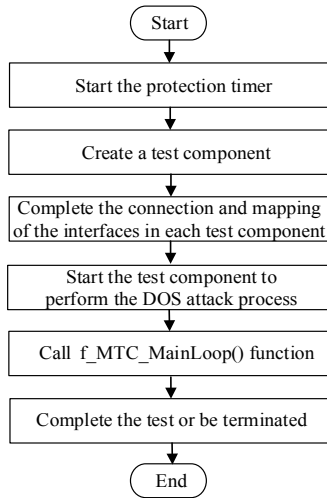 Start
Start the protection timer
Create a test component
Complete the connection and mapping
of the interfaces in each test component
Start the test component to
perform the DOS attack process
Call f_MTC_MainLoop() function
Complete the test or be terminated
End